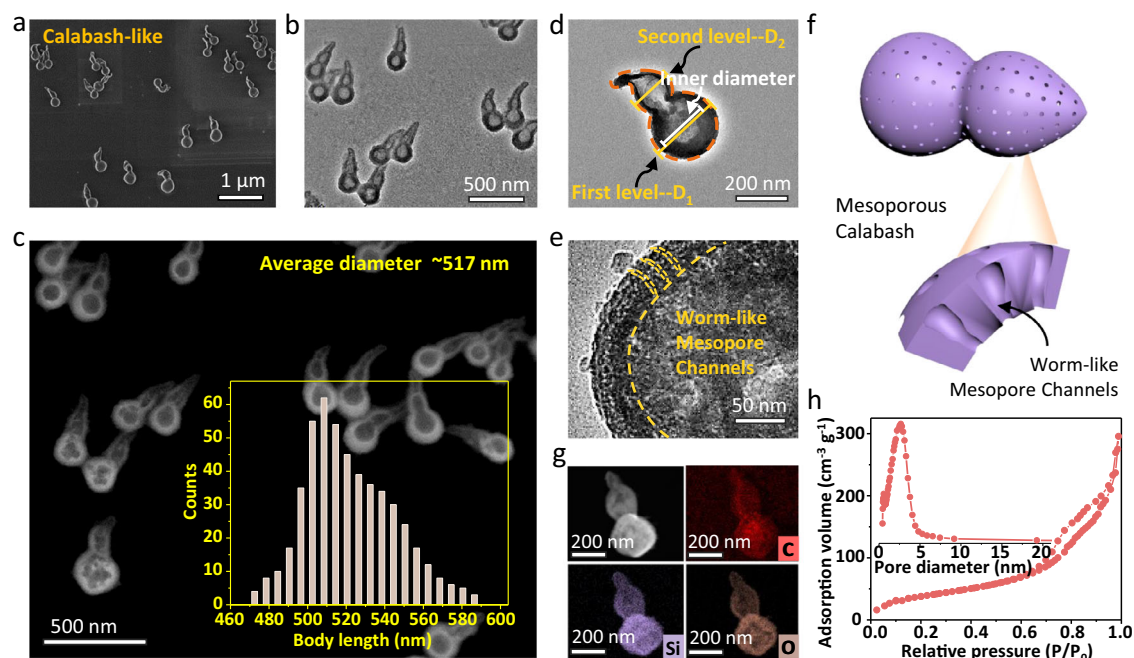 a
Calabash-like
1 µm
b
500 nm
d
Second level--D2
Inner diameter
First level--D1
200 nm
f
Mesoporous
Calabash
Worm-like
Mesopore Channels
c
Average diameter ~517 nm
60
50
40
30
20
10
0
Counts
460 480 500 520 540 560 580 600
Body length (nm)
500 nm
e
Worm-like
Mesopore
Channels
50 nm
g
200 nm
200 nm
C
200 nm
Si
200 nm
O
h
300
200
100
0
Adsorption volume (cm⁻³ g⁻¹)
0 5 10 15 20
Pore diameter (nm)
0.0 0.2 0.4 0.6 0.8 1.0
Relative pressure (P/P₀)